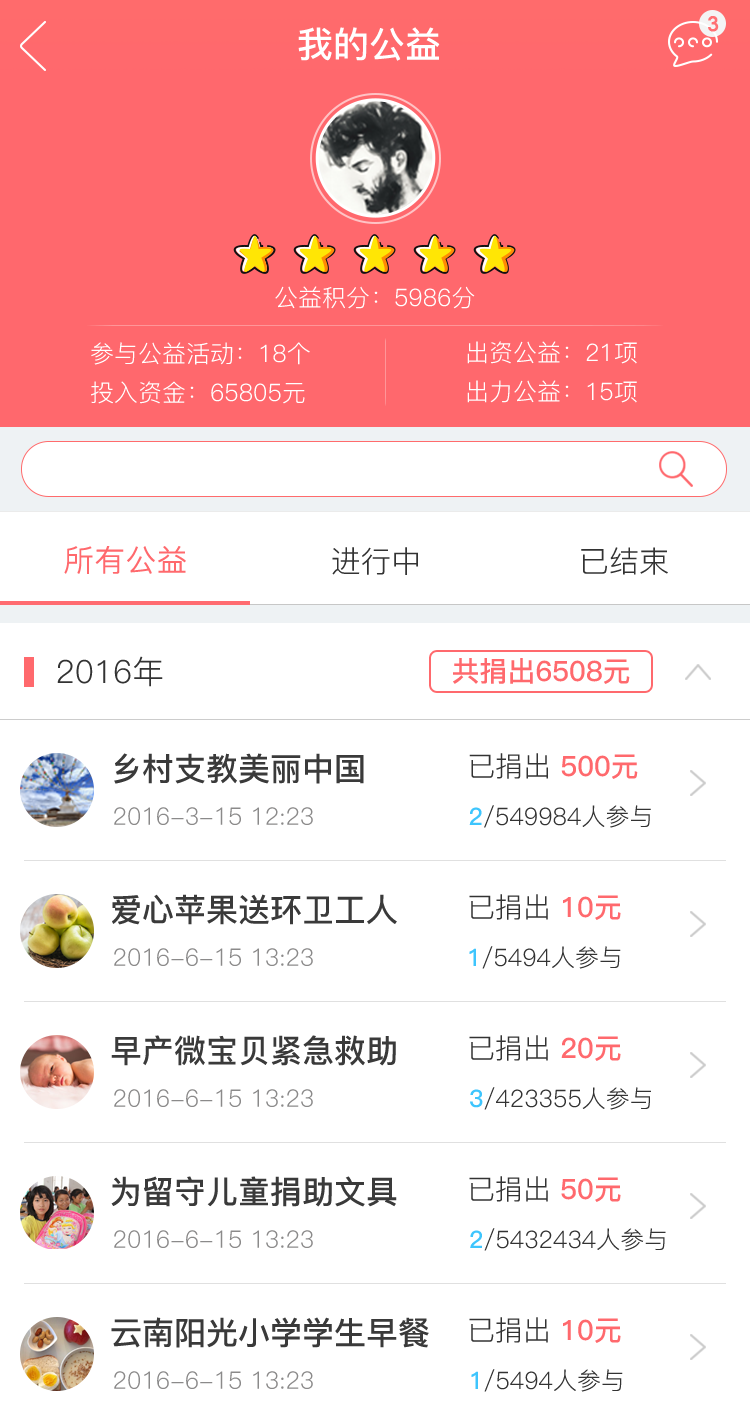 我的公益
3
公益积分：5986分
参与公益活动：18个
出资公益：21项
投入资金：65805元
出力公益：15项
所有公益
进行中
已结束
2016年
共捐出6508元
乡村支教美丽中国
已捐出 500元
2016-3-15 12:23
2/549984人参与
爱心苹果送环卫工人
已捐出 10元
2016-6-15 13:23
1/5494人参与
早产微宝贝紧急救助
已捐出 20元
2016-6-15 13:23
3/423355人参与
为留守儿童捐助文具
已捐出 50元
2016-6-15 13:23
2/5432434人参与
云南阳光小学学生早餐
已捐出 10元
2016-6-15 13:23
1/5494人参与